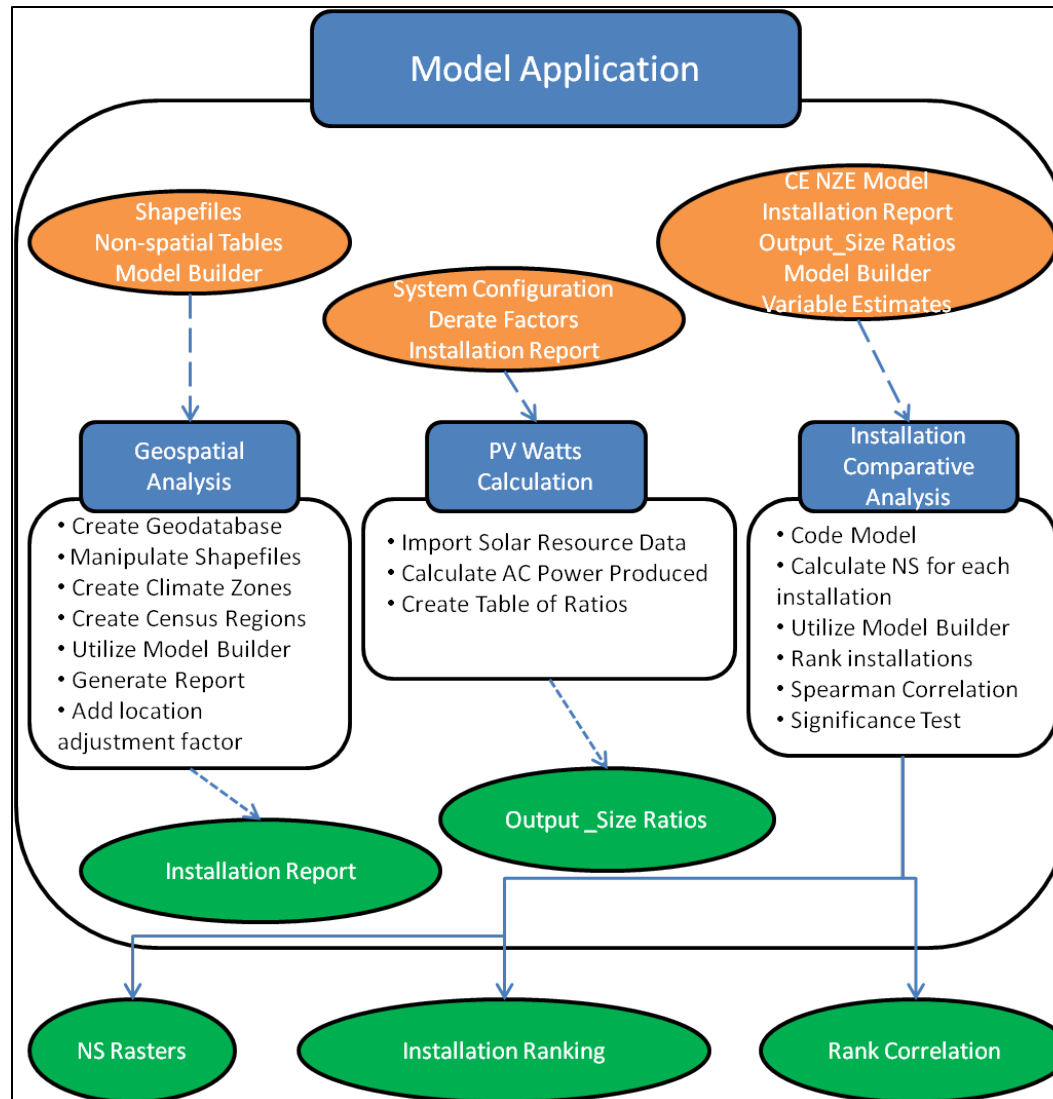 Model Application
Shapefiles
Non-spatial Tables
Model Builder
System Configuration
Derate Factors
Installation Report
CE NZE Model
Installation Report
Output_Size Ratios
Model Builder
Variable Estimates
Geospatial
Analysis
• Create Geodatabase
• Manipulate Shapefiles
• Create Climate Zones
• Create Census Regions
• Utilize Model Builder
• Generate Report
• Add location
adjustment factor
PV Watts
Calculation
• Import Solar Resource Data
• Calculate AC Power Produced
• Create Table of Ratios
Installation
Comparative
Analysis
• Code Model
• Calculate NS for each
installation
• Utilize Model Builder
• Rank installations
• Spearman Correlation
• Significance Test
Installation Report
Output _Size Ratios
NS Rasters
Installation Ranking
Rank Correlation